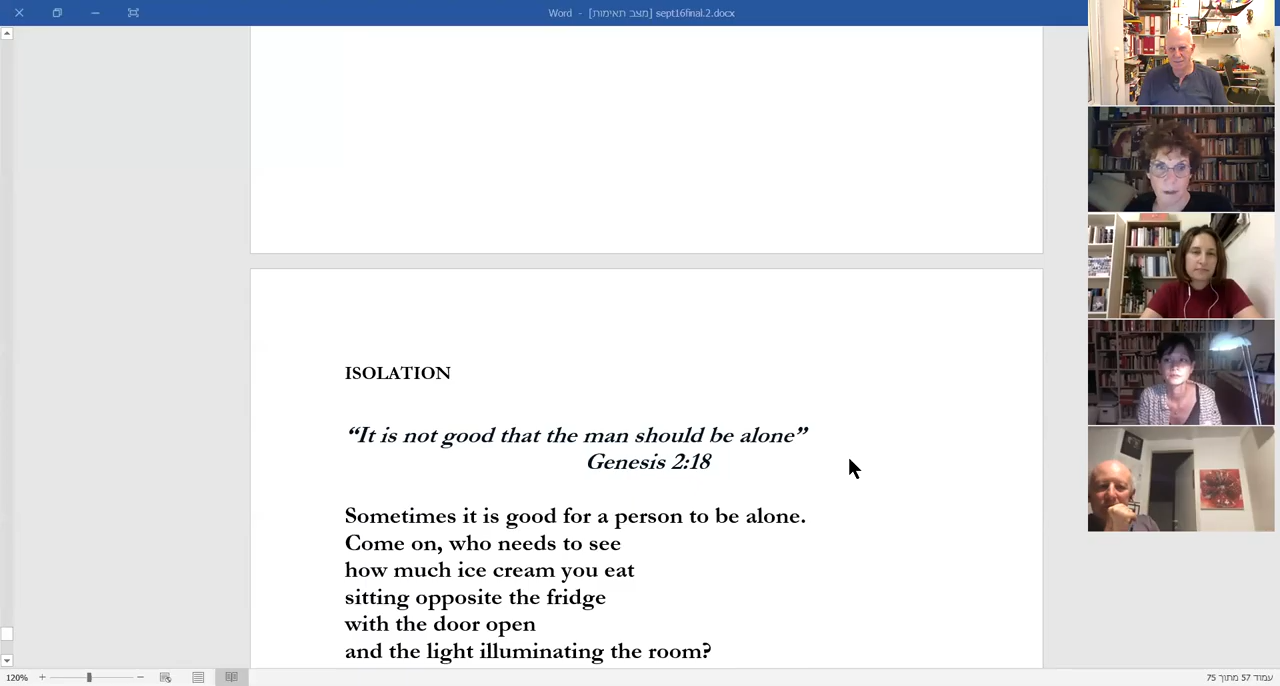 Word - [מצב תאימות] sept16final.2.docx
ISOLATION
“It is not good that the man should be alone”
Genesis 2:18
Sometimes it is good for a person to be alone.
Come on, who needs to see
how much ice cream you eat
sitting opposite the fridge
with the door open
and the light illuminating the room?
120%
עמוד 57 מתוך 75